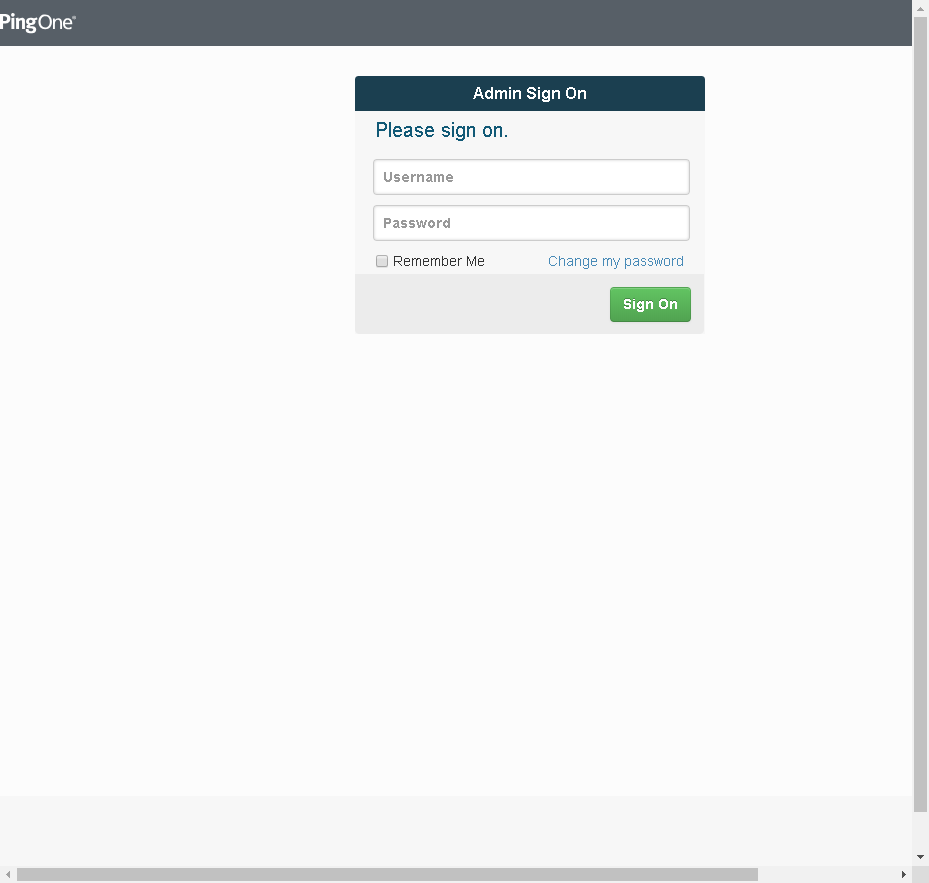 PingOne®
Admin Sign On
Please sign on.
Username
Password
Remember Me Change my password
Sign On